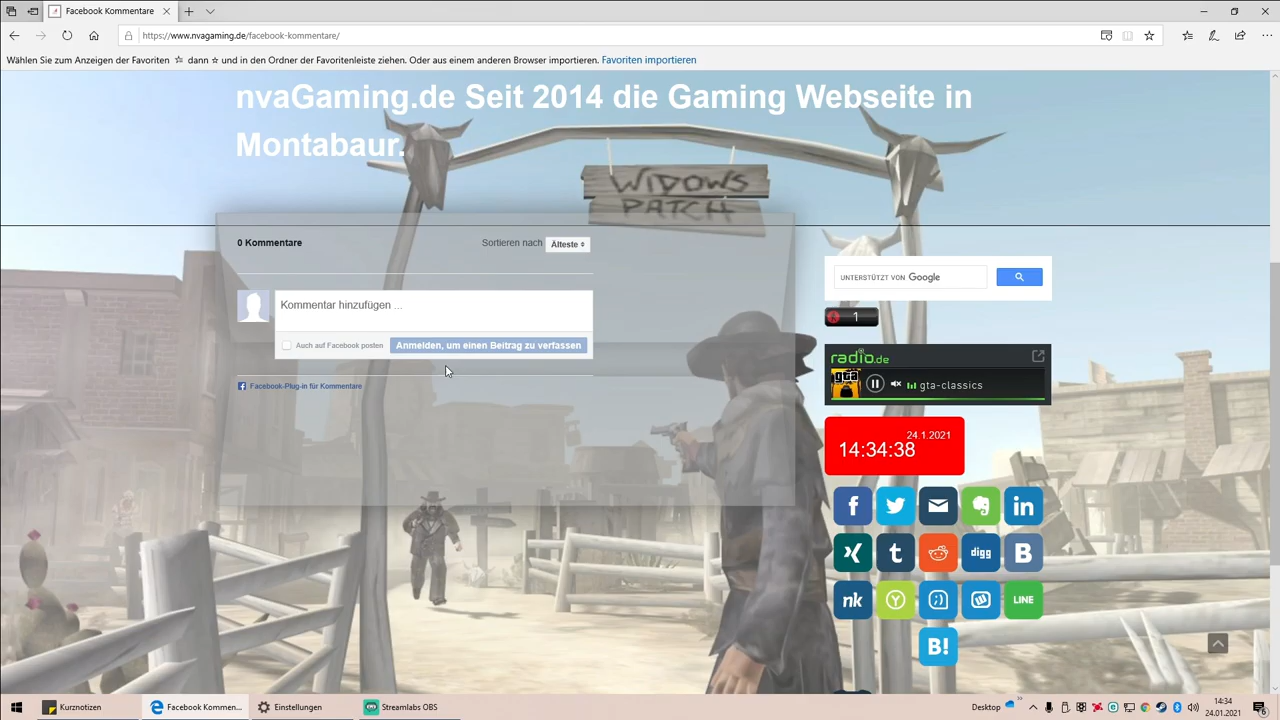 Facebook Kommentare
https://www.nvagaming.de/facebook-kommentare/
Wählen Sie zum Anzeigen der Favoriten ☆ dann ☆ und in den Ordner der Favoritenleiste ziehen. Oder aus einem anderen Browser importieren. Favoriten importieren
nvaGaming.de Seit 2014 die Gaming Webseite in
Montabaur.
WIDOWS
PATCH
0 Kommentare
Sortieren nach Älteste
Kommentar hinzufügen ...
Auch auf Facebook posten
Anmelden, um einen Beitrag zu verfassen
Facebook-Plug-in für Kommentare
UNTERSTÜTZT VON Google
1
radio.de
gta
gta-classics
24.1.2021
14:34:38
digg
B
nk
LINE
B!
Kurznotizen
Facebook Kommen...
Einstellungen
Streamlabs OBS
Desktop
14:34
24.01.2021
6